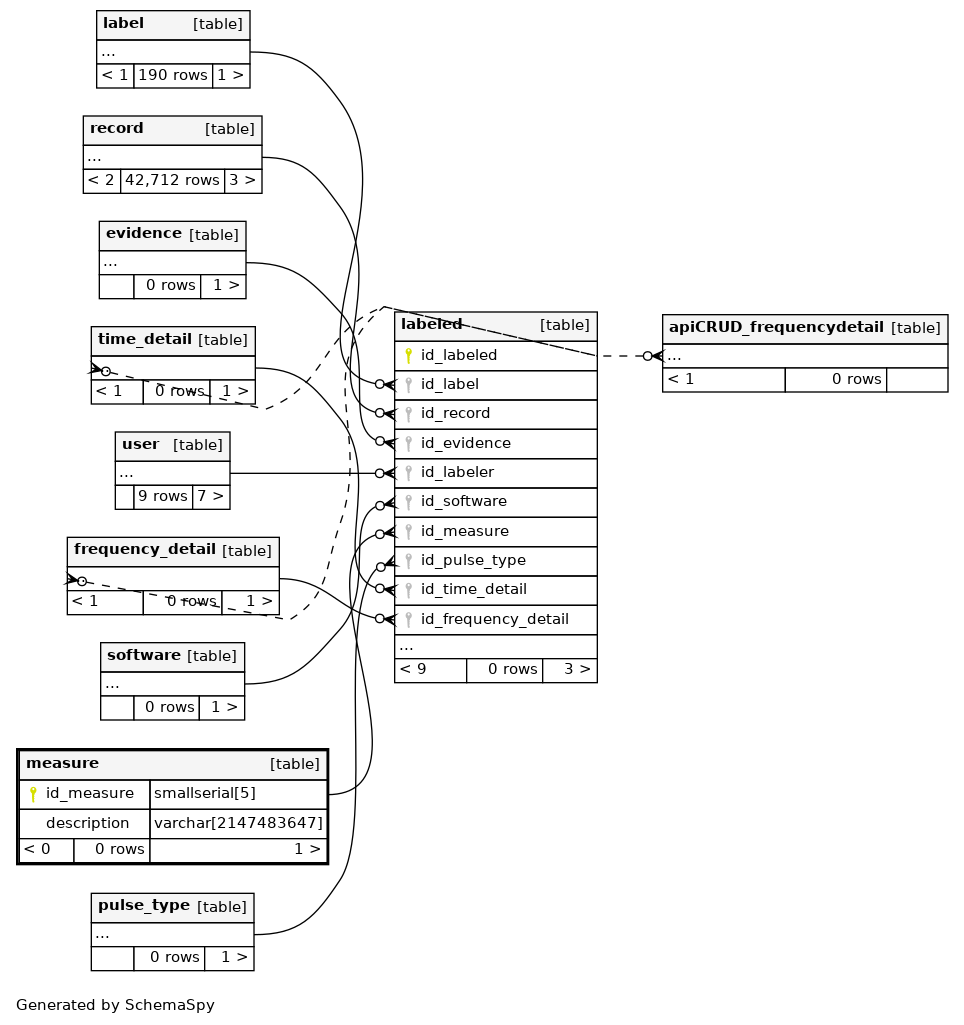 label [table]
...
< 1 190 rows 1 >
record [table]
...
< 2 42,712 rows 3 >
evidence [table]
...
0 rows 1 >
time_detail [table]
< 1 0 rows 1 >
user [table]
...
9 rows 7 >
frequency_detail [table]
< 1 0 rows 1 >
software [table]
...
0 rows 1 >
measure [table]
id_measure smallserial[5]
description varchar[2147483647]
< 0 0 rows 1 >
pulse_type [table]
...
0 rows 1 >
labeled [table]
id_labeled
id_label
id_record
id_evidence
id_labeler
id_software
id_measure
id_pulse_type
id_time_detail
id_frequency_detail
...
< 9 0 rows 3 >
apiCRUD_frequencydetail [table]
...
< 1 0 rows
Generated by SchemaSpy